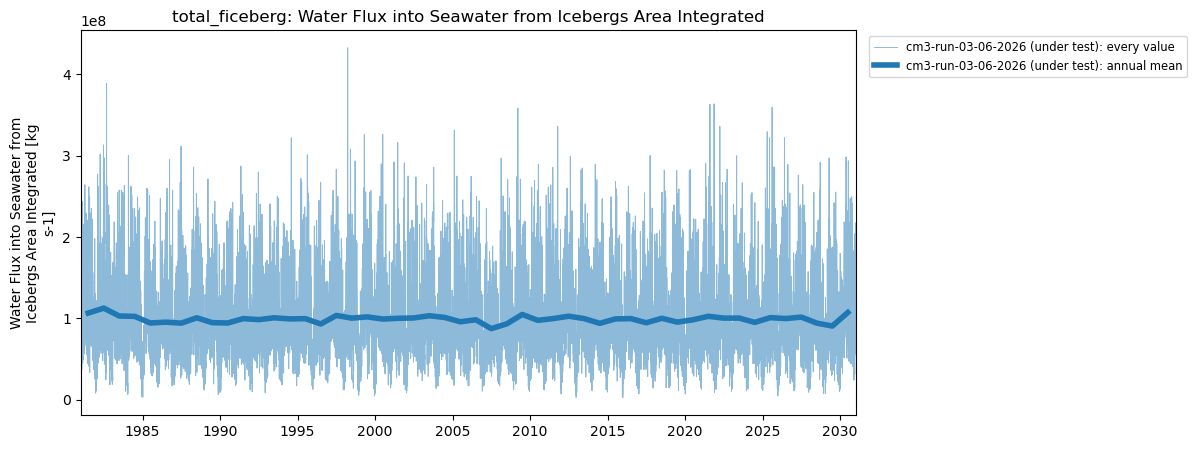 total_ficeberg: Water Flux into Seawater from Icebergs Area Integrated
1e8
4
3
2
1
0
Water Flux into Seawater from
Icebergs Area Integrated [kg
s-1]
1985
1990
1995
2000
2005
2010
2015
2020
2025
2030
cm3-run-03-06-2026 (under test): every value
cm3-run-03-06-2026 (under test): annual mean